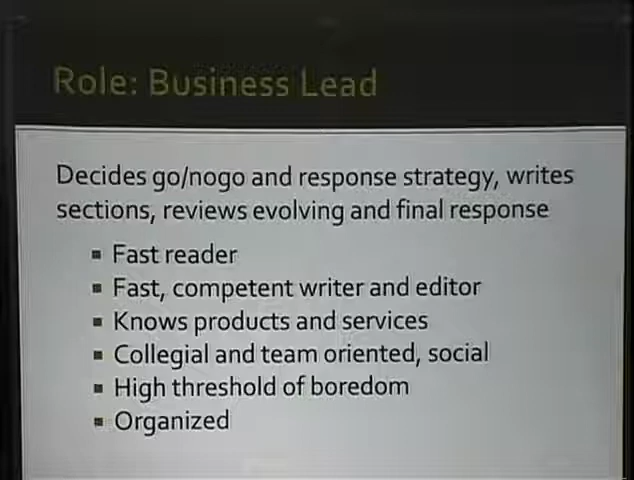 Role: Business Lead
Decides go/nogo and response strategy, writes
sections, reviews evolving and final response
▪ Fast reader
▪ Fast, competent writer and editor
▪ Knows products and services
▪ Collegial and team oriented, social
▪ High threshold of boredom
▪ Organized